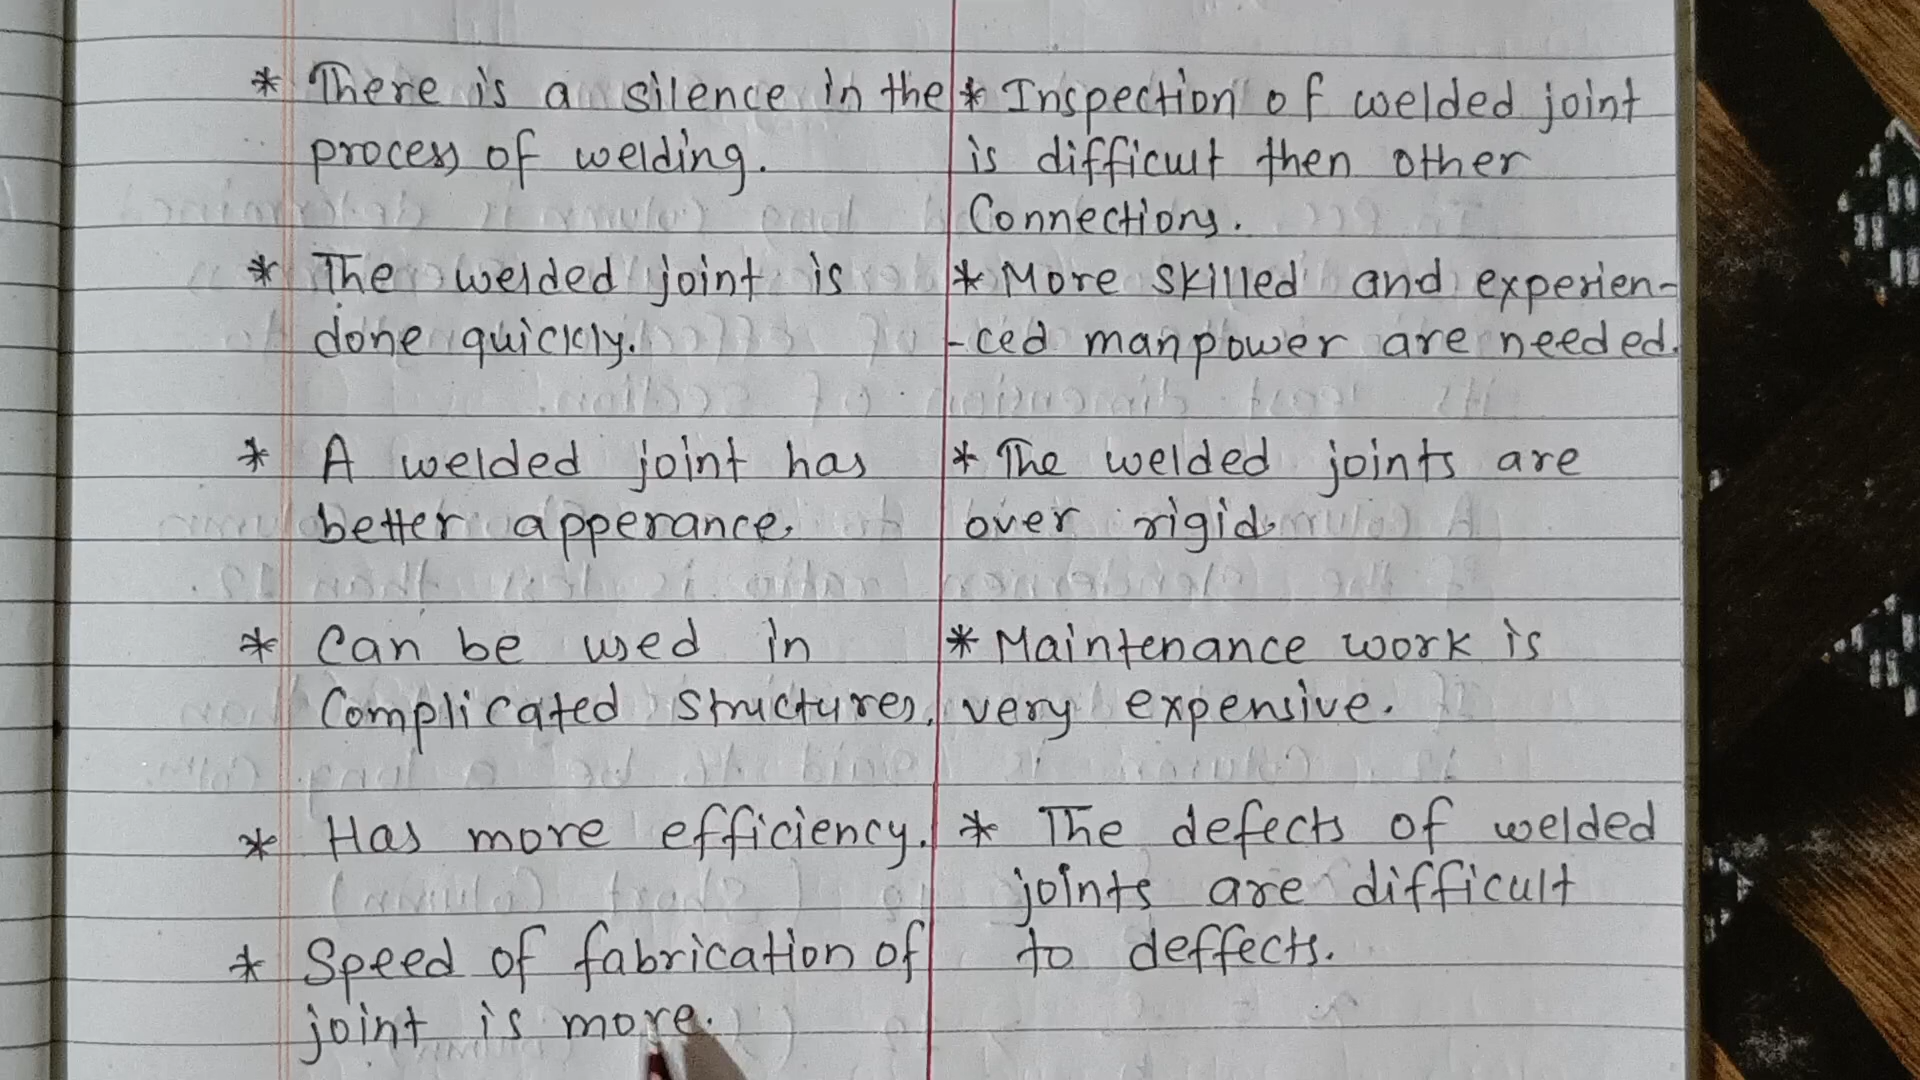 * There is a silence in the
process of welding.
* The welded joint is
done quickly.
* A welded joint has
better apperance.
* Can be used in
Complicated structures.
* Has more efficiency.
* Speed of fabrication of
joint is more.
* Inspection of welded joint
is difficult then other
Connections.
* More skilled and experien-
-ced manpower are needed.
* The welded joints are
over rigid.
* Maintenance work is
very expensive.
* The defects of welded
joints are difficult
to deffects.